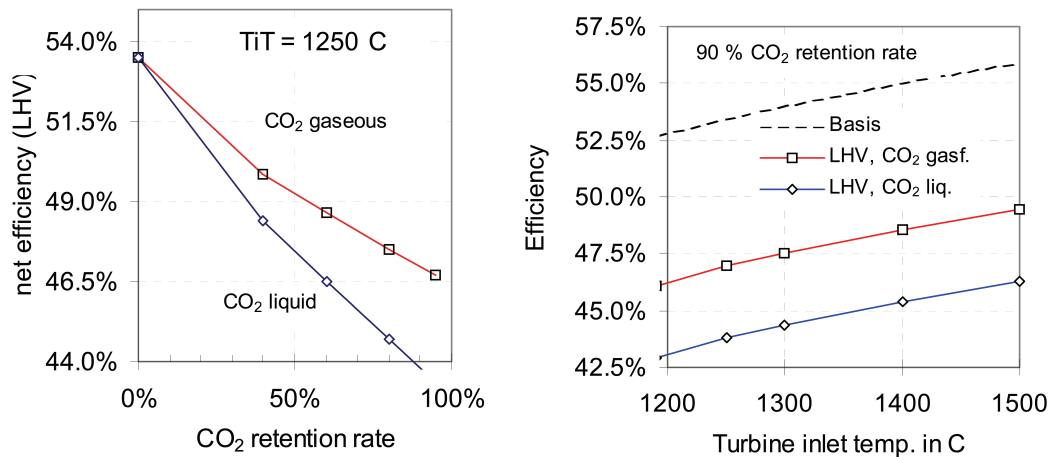 54.0%
51.5%
49.0%
46.5%
44.0%
net efficiency (LHV)
TiT = 1250 C
CO₂ gaseous
CO₂ liquid
0%
50%
100%
CO₂ retention rate
57.5%
55.0%
52.5%
50.0%
47.5%
45.0%
42.5%
Efficiency
90 % CO₂ retention rate
Basis
LHV, CO₂ gasf.
LHV, CO₂ liq.
1200
1300
1400
1500
Turbine inlet temp. in C